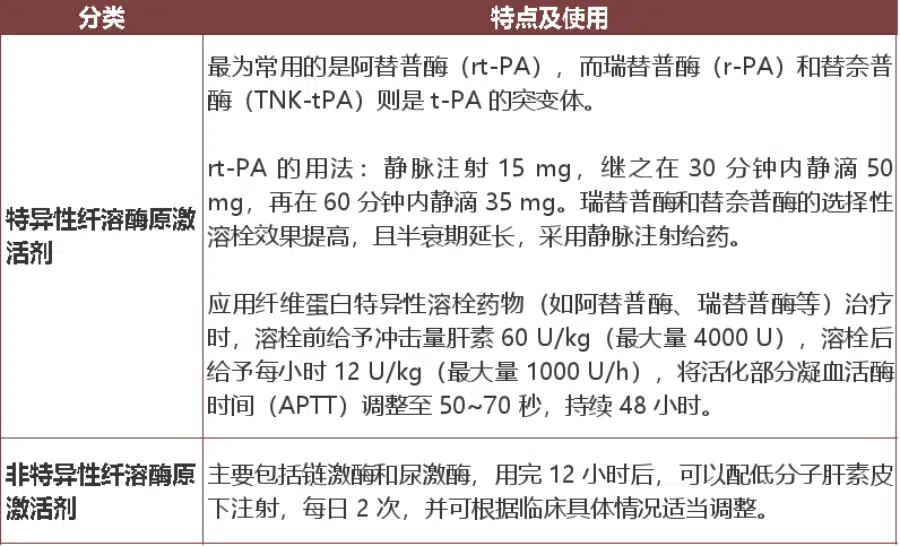 分类
特点及使用
特异性纤溶酶原激
活剂
最为常用的是阿替普酶（rt-PA），而瑞替普酶（r-PA）和替奈普
酶（TNK-tPA）则是 t-PA 的突变体。
rt-PA 的用法：静脉注射 15 mg，继之在 30 分钟内静滴 50
mg，再在 60 分钟内静滴 35 mg。瑞替普酶和替奈普酶的选择性
溶栓效果提高，且半衰期延长，采用静脉注射给药。
应用纤维蛋白特异性溶栓药物（如阿替普酶、瑞替普酶等）治疗
时，溶栓前给予冲击量肝素 60 U/kg（最大量 4000 U），溶栓后
给予每小时 12 U/kg（最大量 1000 U/h），将活化部分凝血活酶
时间（APTT）调整至 50~70 秒，持续 48 小时。
非特异性纤溶酶原
激活剂
主要包括链激酶和尿激酶，用完 12 小时后，可以配低分子肝素皮
下注射，每日 2 次，并可根据临床具体情况适当调整。